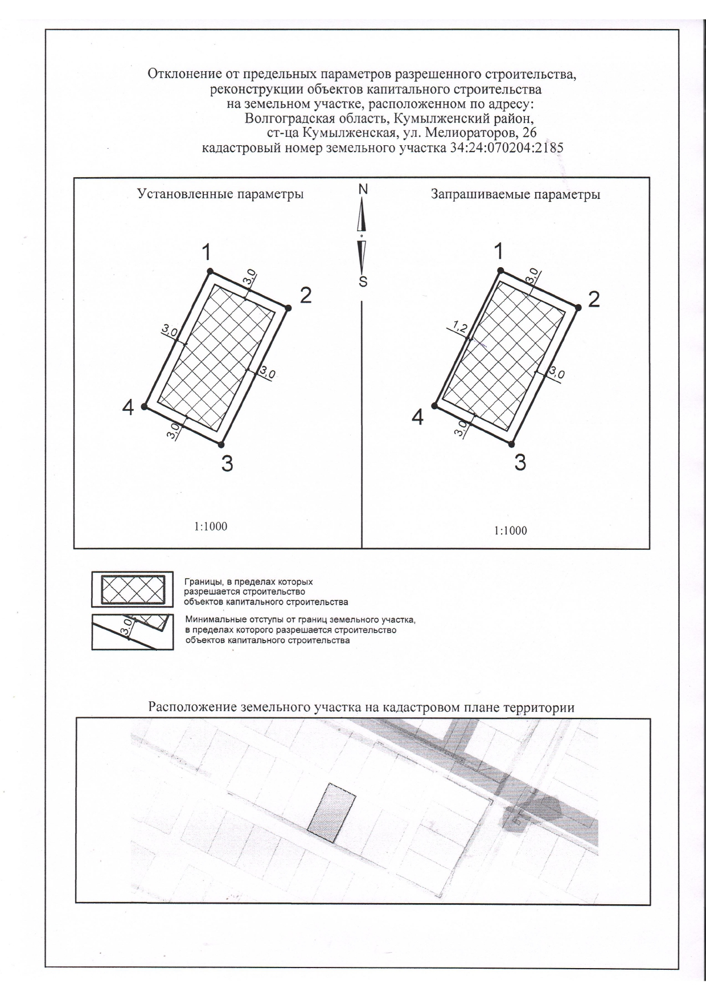 Отклонение от предельных параметров разрешенного строительства,
реконструкции объектов капитального строительства
на земельном участке, расположенном по адресу:
Волгоградская область, Кумылженский район,
ст-ца Кумылженская, ул. Мелиораторов, 26
кадастровый номер земельного участка 34:24:070204:2185
Установленные параметры
1
3,0
2
3,0
3,0
4
3,0
3
1:1000
N
S
Запрашиваемые параметры
1
3,0
2
1,2
3,0
4
3,0
3
1:1000
Границы, в пределах которых
разрешается строительство
объектов капитального строительства
3.0
Минимальные отступы от границ земельного участка,
в пределах которого разрешается строительство
объектов капитального строительства
Расположение земельного участка на кадастровом плане территории